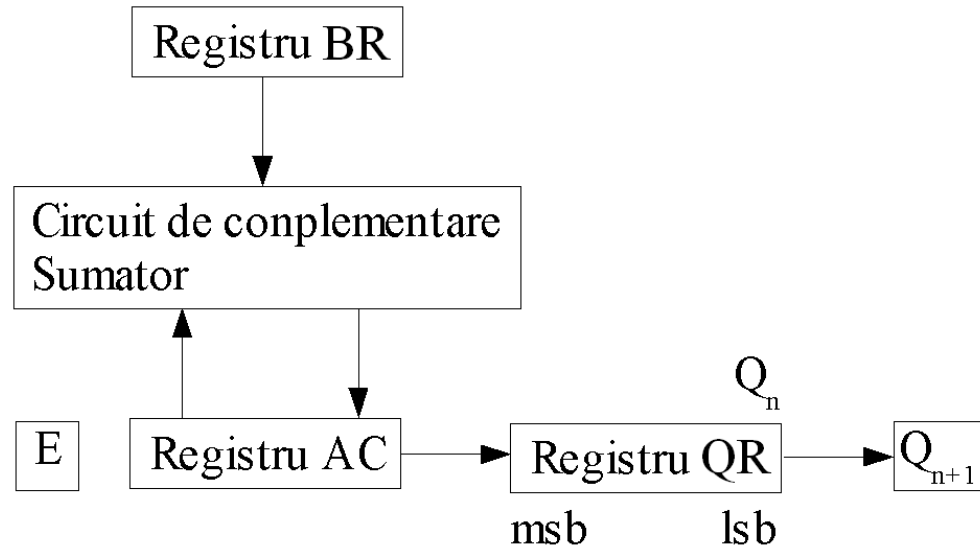 Registru BR
Circuit de conplementare
Sumator
Qn
E
Registru AC
Registru QR
Qn+1
msb
lsb